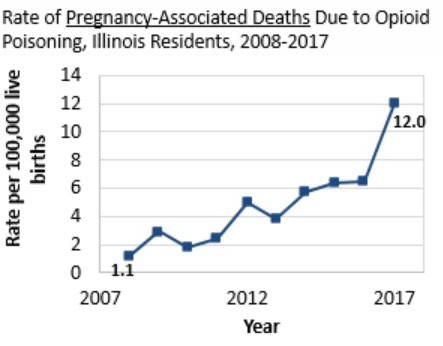 Rate of Pregnancy-Associated Deaths Due to Opioid
Poisoning, Illinois Residents, 2008-2017
Rate per 100,000 live
births
14
12
10
8
6
4
2
0
12.0
1.1
2007
2012
2017
Year